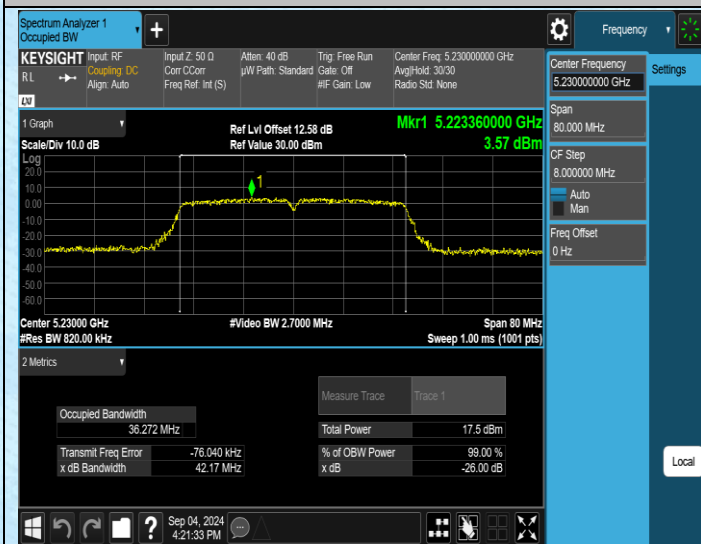 Spectrum Analyzer 1
Occupied BW
Frequency
KEYSIGHT
Input: RF
Coupling: DC
Align: Auto
RL
LXI
Input Z: 50 Ω
Corr CCorr
Freq Ref: Int (S)
Atten: 40 dB
µW Path: Standard
Trig: Free Run
Gate: Off
#IF Gain: Low
Center Freq: 5.230000000 GHz
Avg|Hold: 30/30
Radio Std: None
Center Frequency
5.230000000 GHz
Settings
Span
80.000 MHz
CF Step
8.000000 MHz
Auto
Man
Freq Offset
0 Hz
1 Graph
Ref Lvl Offset 12.58 dB
Mkr1 5.223360000 GHz
Scale/Div 10.0 dB
Ref Value 30.00 dBm
3.57 dBm
Log
20.0
10.0
0.00
-10.0
-20.0
-30.0
-40.0
-50.0
-60.0
1
Center 5.23000 GHz
#Video BW 2.7000 MHz
Span 80 MHz
#Res BW 820.00 kHz
Sweep 1.00 ms (1001 pts)
2 Metrics
Measure Trace
Trace 1
Occupied Bandwidth
36.272 MHz
Total Power
17.5 dBm
Transmit Freq Error
-76.040 kHz
% of OBW Power
99.00 %
x dB Bandwidth
42.17 MHz
x dB
-26.00 dB
Local
?
Sep 04, 2024
4:21:33 PM